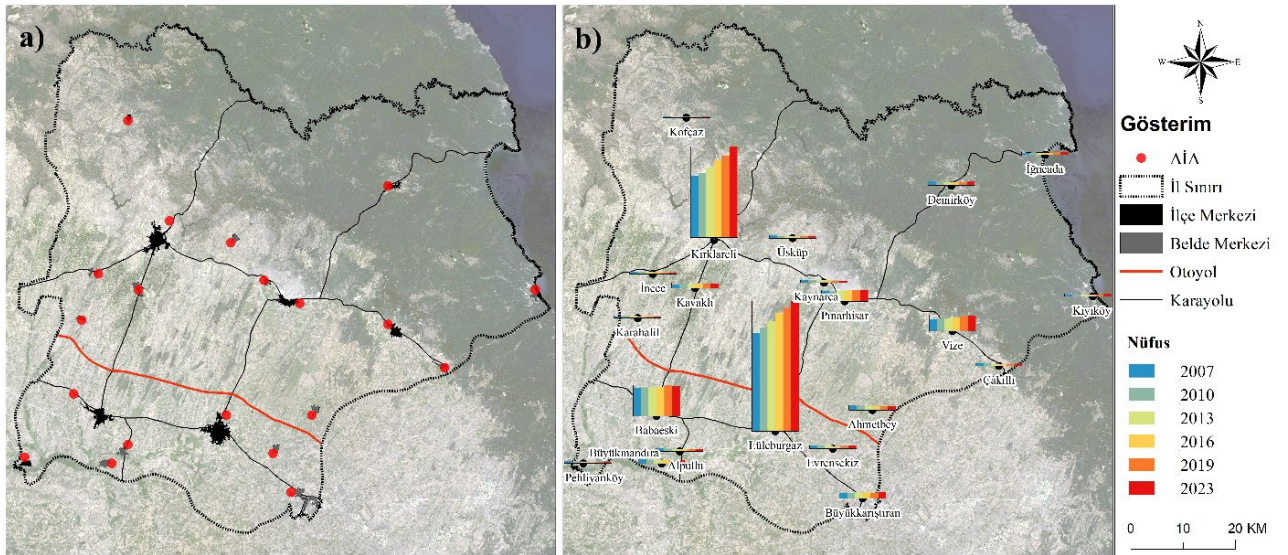 a)
b)
N
W
E
S
Kofçaz
İğneada
Demirköy
Kırklareli
Üsküp
İnece
Kavaklı
Kaynarca
Pınarhisar
Kıyıköy
Karahalil
Vize
Çakıllı
Babaeski
Ahmetbey
Lüleburgaz
Büyükmandıra
Alpullu
Evrensekiz
Pehlivanköy
Büyükkarıştıran
Gösterim
AİA
İl Sınırı
İlçe Merkezi
Belde Merkezi
Otoyol
Karayolu
Nüfus
2007
2010
2013
2016
2019
2023
0 10 20 KM